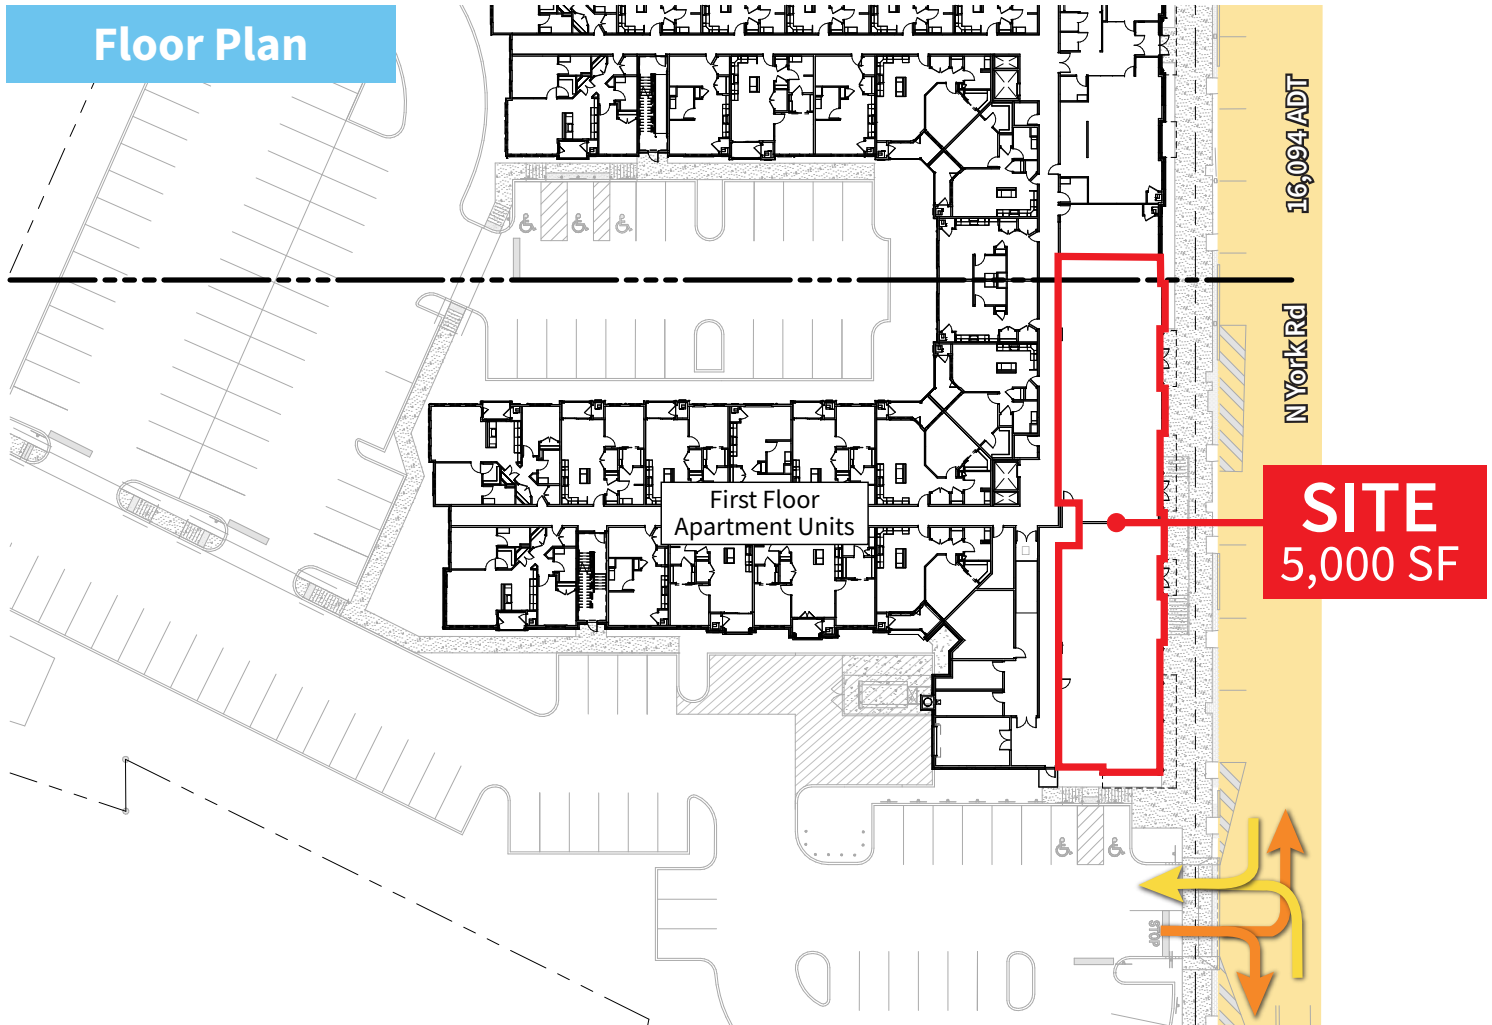 Floor Plan
16,094 ADT
N York Rd
First Floor
Apartment Units
SITE
5,000 SF
STOP